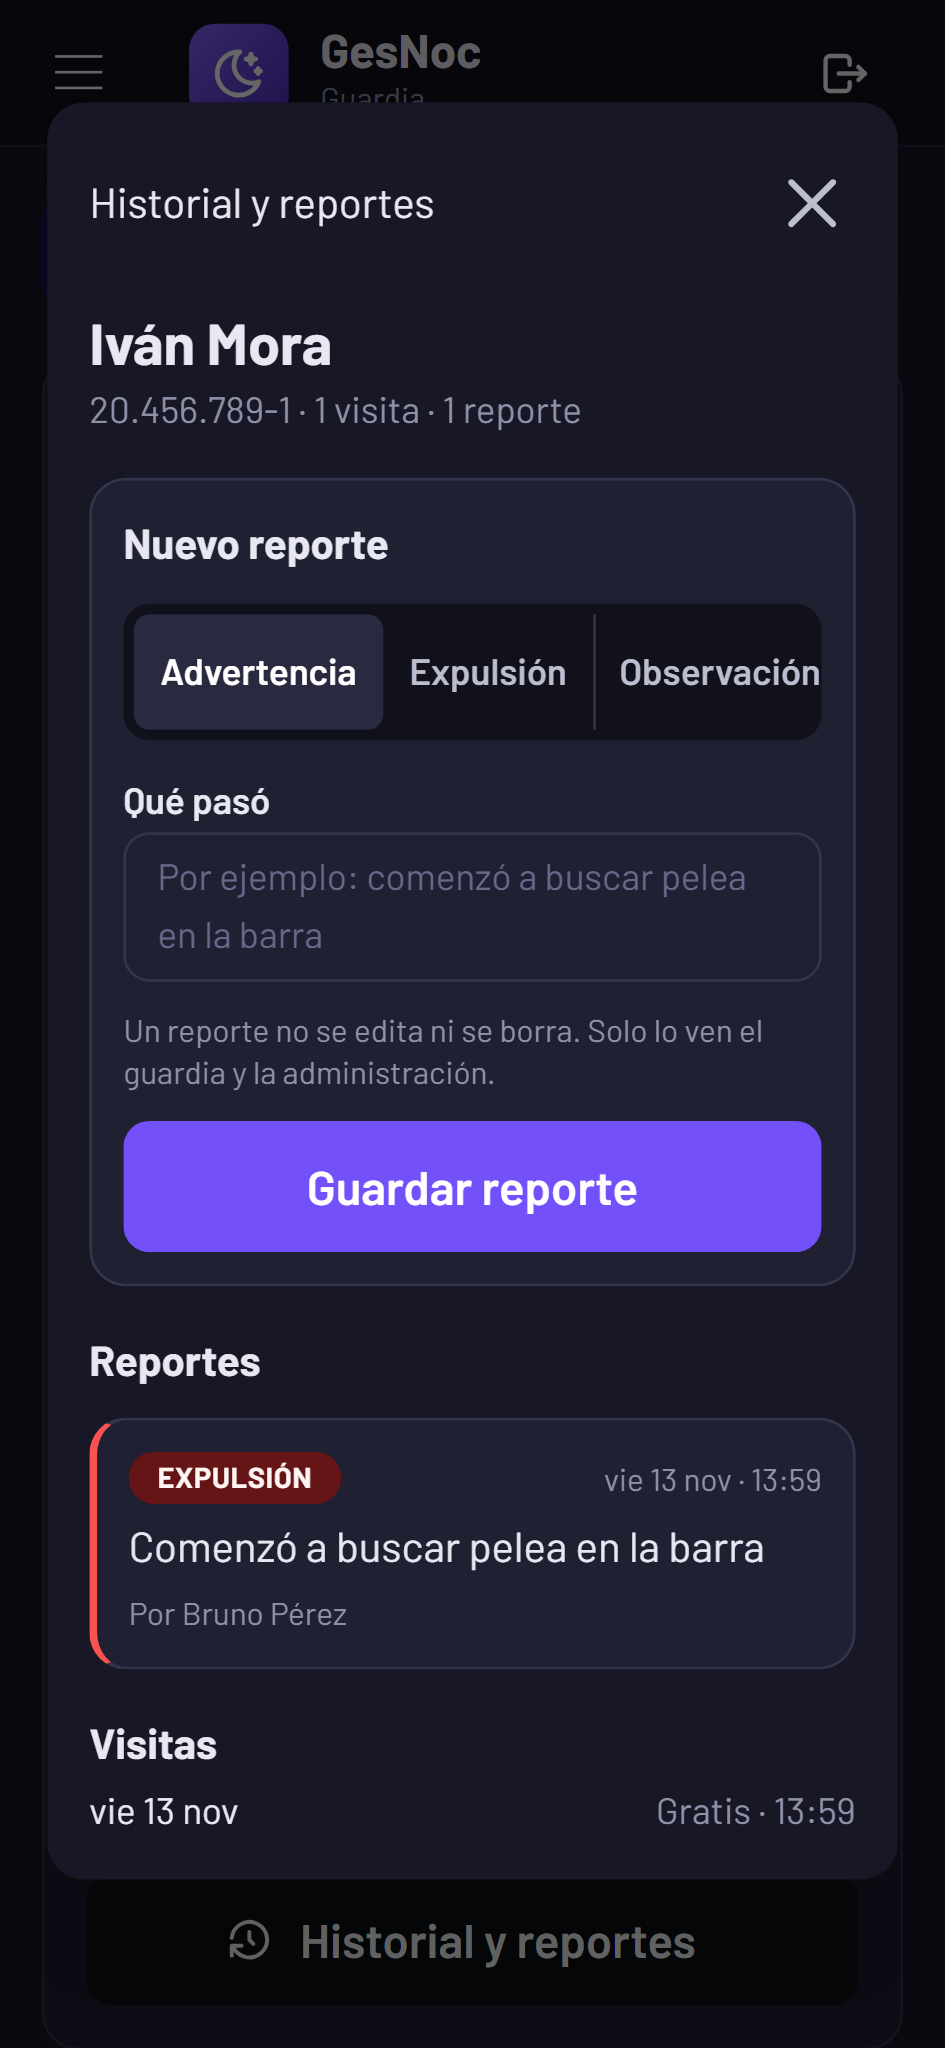 GesNoc
Guardia
Historial y reportes
Iván Mora
20.456.789-1 · 1 visita · 1 reporte
Nuevo reporte
Advertencia Expulsión Observación
Qué pasó
Por ejemplo: comenzó a buscar pelea
en la barra
Un reporte no se edita ni se borra. Solo lo ven el
guardia y la administración.
Guardar reporte
Reportes
EXPULSIÓN vie 13 nov · 13:59
Comenzó a buscar pelea en la barra
Por Bruno Pérez
Visitas
vie 13 nov Gratis · 13:59
Historial y reportes